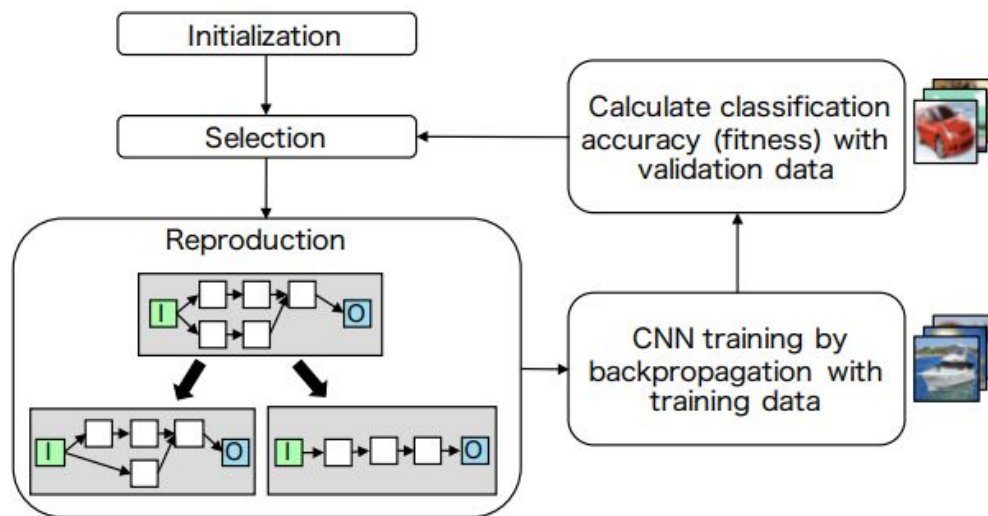 Initialization
Selection
Reproduction
I
O
I
O
I
O
Calculate classification
accuracy (fitness) with
validation data
CNN training by
backpropagation with
training data